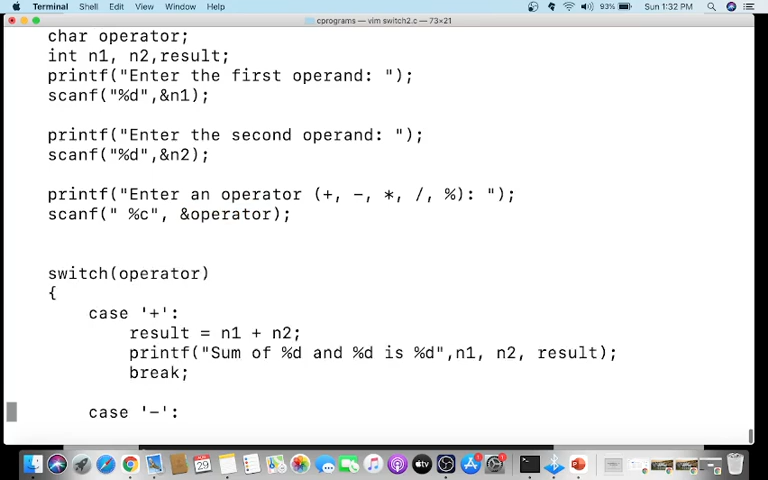 Terminal Shell Edit View Window Help 93% Sun 1:32 PM
cprograms — vim switch2.c — 73×21
char operator;
int n1, n2,result;
printf("Enter the first operand: ");
scanf("%d",&n1);
printf("Enter the second operand: ");
scanf("%d",&n2);
printf("Enter an operator (+, −, *, /, %): ");
scanf(" %c", &operator);
switch(operator)
{
case '+':
result = n1 + n2;
printf("Sum of %d and %d is %d",n1, n2, result);
break;
case '−':
29
tv